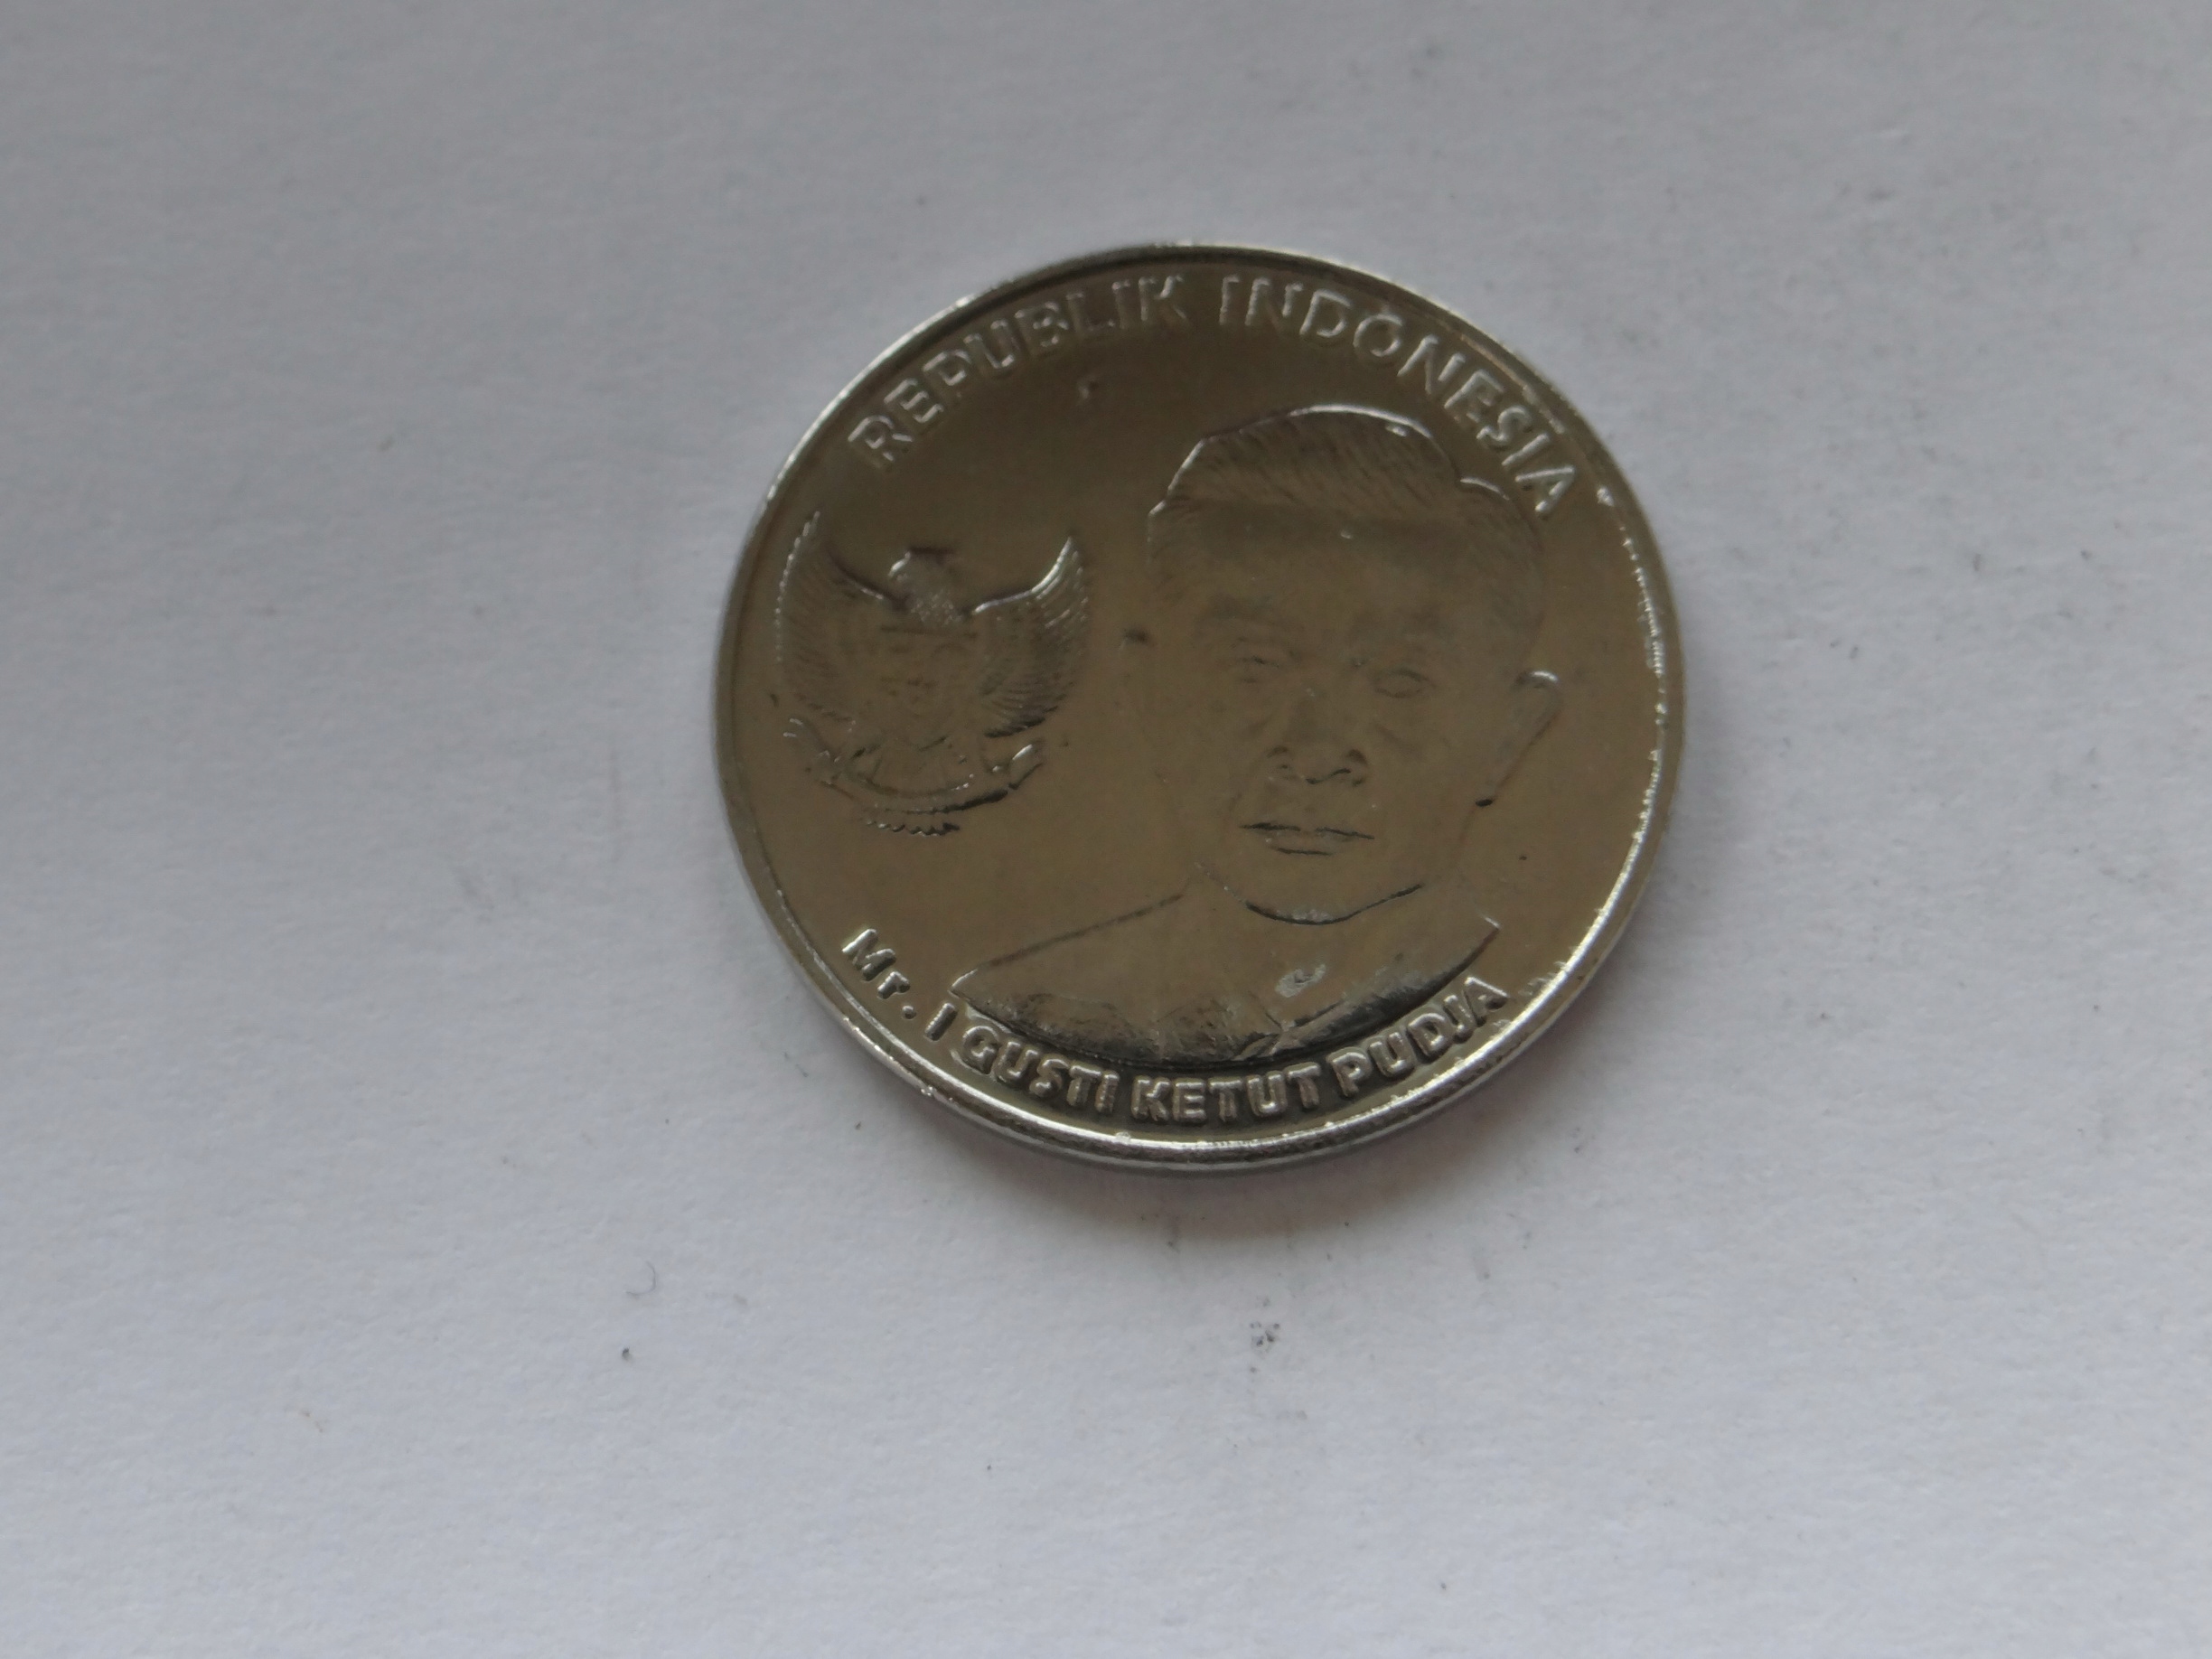 REPUBLIK INDONESIA
Mr. I GUSTI KETUT PUDJA